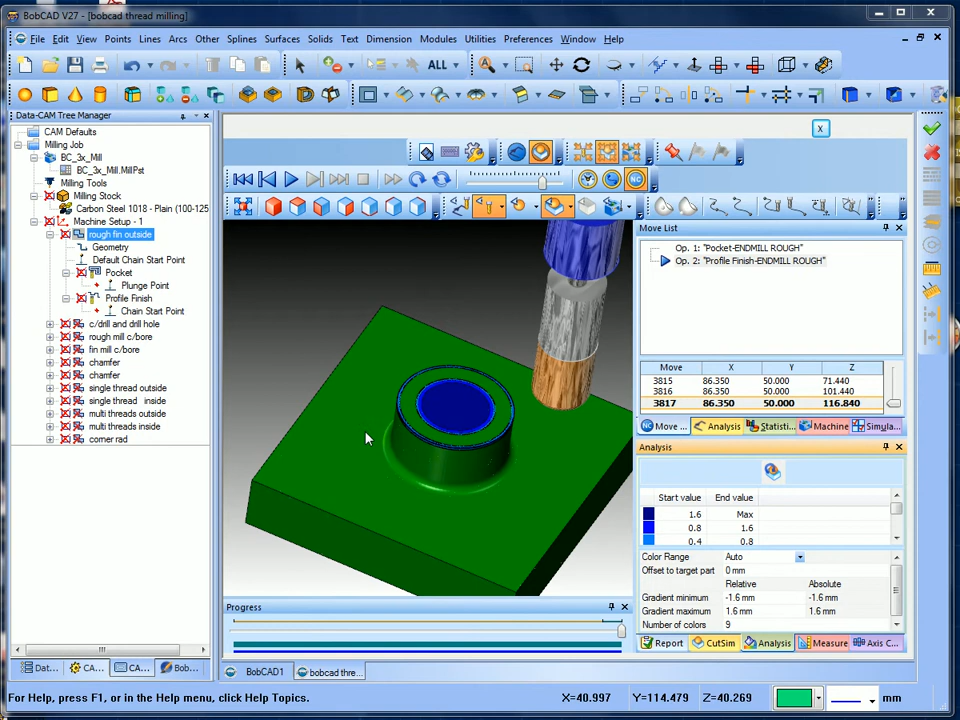 BobCAD V27 - [bobcad thread milling]
File Edit View Points Lines Arcs Other Splines Surfaces Solids Text Dimension Modules Utilities Preferences Window Help
ALL
Data-CAM Tree Manager
CAM Defaults
Milling Job
BC_3x_Mill
BC_3x_Mill.MillPst
Milling Tools
Milling Stock
Carbon Steel 1018 - Plain (100-125
Machine Setup - 1
rough fin outside
Geometry
Default Chain Start Point
Pocket
Plunge Point
Profile Finish
Chain Start Point
c/drill and drill hole
rough mill c/bore
fin mill c/bore
chamfer
chamfer
single thread outside
single thread inside
multi threads outside
multi threads inside
corner rad
Dat... CA... CA... Bob...
X
NC
Move List
Op. 1: "Pocket-ENDMILL ROUGH"
Op. 2: "Profile Finish-ENDMILL ROUGH"
Move X Y Z
3815 86.350 50.000 71.440
3816 86.350 50.000 101.440
3817 86.350 50.000 116.840
NC Move ... Analysis Statisti... Machine Simula...
Analysis
Start value End value
1.6 Max
0.8 1.6
0.4 0.8
Color Range Auto
Offset to target part 0 mm
Relative Absolute
Gradient minimum -1.6 mm -1.6 mm
Gradient maximum 1.6 mm 1.6 mm
Number of colors 9
Report CutSim Analysis Measure Axis C...
Progress
BobCAD1 bobcad thre...
For Help, press F1, or in the Help menu, click Help Topics. X=40.997 Y=114.479 Z=40.269 mm